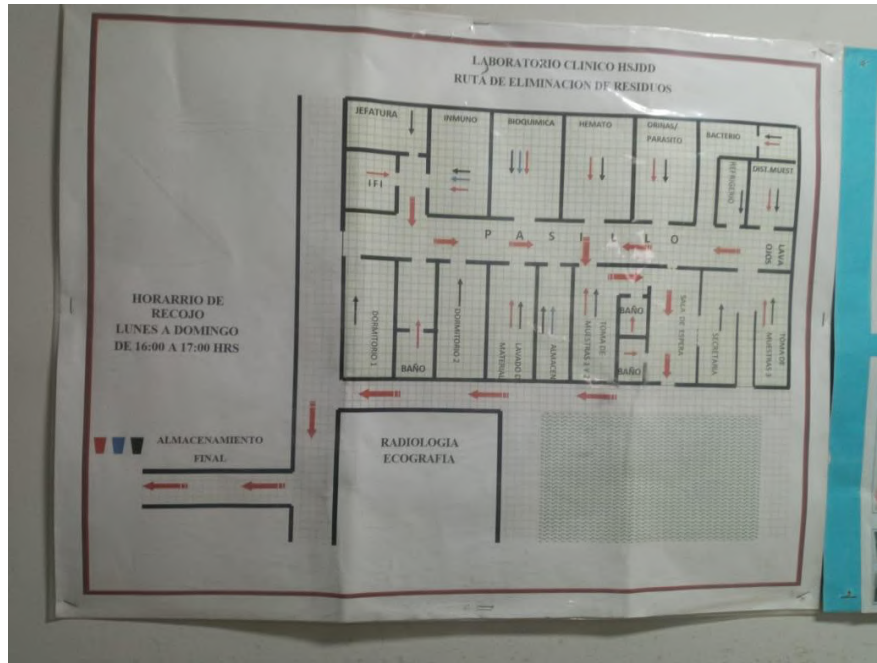 LABORATORIO CLINICO HSJDD
RUTA DE ELIMINACION DE RESIDUOS
JEFATURA
INMUNO
BIOQUIMICA
HEMATO
ORINAS/
PARASITO
BACTERIO
IFI
REFRIGERIO
DIST.MUEST
PASILLO
LAVA
OJOS
HORARRIO DE
RECOJO
LUNES A DOMINGO
DE 16:00 A 17:00 HRS
DORMITORIO 1
BAÑO
DORMITORIO 2
LAVADO D
MATERIAL
ALMACEN
TOMA DE
MUESTRAS 1 Y 2
BAÑO
BAÑO
SALA DE ESPERA
SECRETARIA
TOMA DE
MUESTRAS 3
ALMACENAMIENTO
FINAL
RADIOLOGIA
ECOGRAFIA